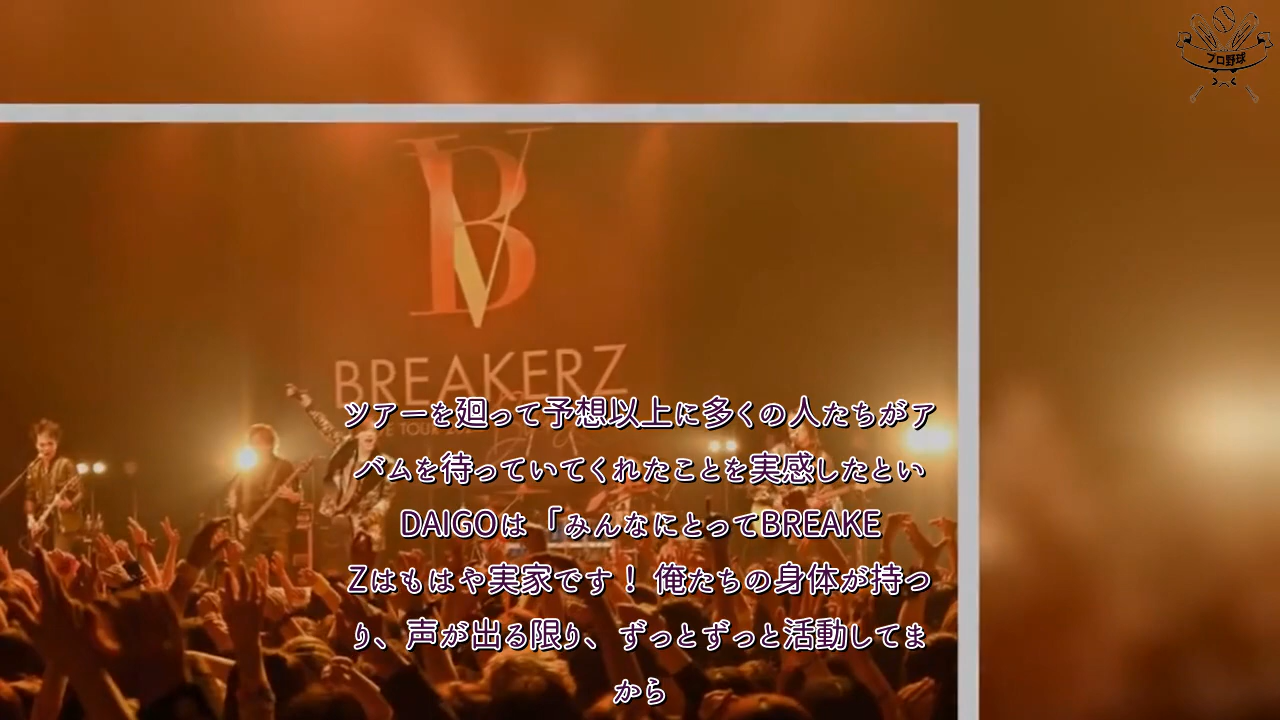 プロ野球
BV
BREAKERZ
ツアーを廻って予想以上に多くの人たちがア
バムを待っていてくれたことを実感したとい
DAIGOは「みんなにとってBREAKE
Zはもはや実家です！ 俺たちの身体が持つ
り、声が出る限り、ずっとずっと活動してま
から